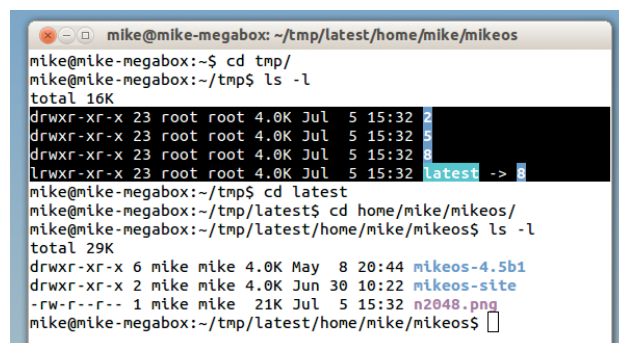 mike@mike-megabox: ~/tmp/latest/home/mike/mikeos
mike@mike-megabox:~$ cd tmp/
mike@mike-megabox:~/tmp$ ls -l
total 16K
drwxr-xr-x 23 root root 4.0K Jul  5 15:32 2
drwxr-xr-x 23 root root 4.0K Jul  5 15:32 5
drwxr-xr-x 23 root root 4.0K Jul  5 15:32 8
lrwxr-xr-x 23 root root 4.0K Jul  5 15:32 latest -> 8
mike@mike-megabox:~/tmp$ cd latest
mike@mike-megabox:~/tmp/latest$ cd home/mike/mikeos/
mike@mike-megabox:~/tmp/latest/home/mike/mikeos$ ls -l
total 29K
drwxr-xr-x 6 mike mike 4.0K May  8 20:44 mikeos-4.5b1
drwxr-xr-x 2 mike mike 4.0K Jun 30 10:22 mikeos-site
-rw-r--r-- 1 mike mike  21K Jul  5 15:32 n2048.png
mike@mike-megabox:~/tmp/latest/home/mike/mikeos$